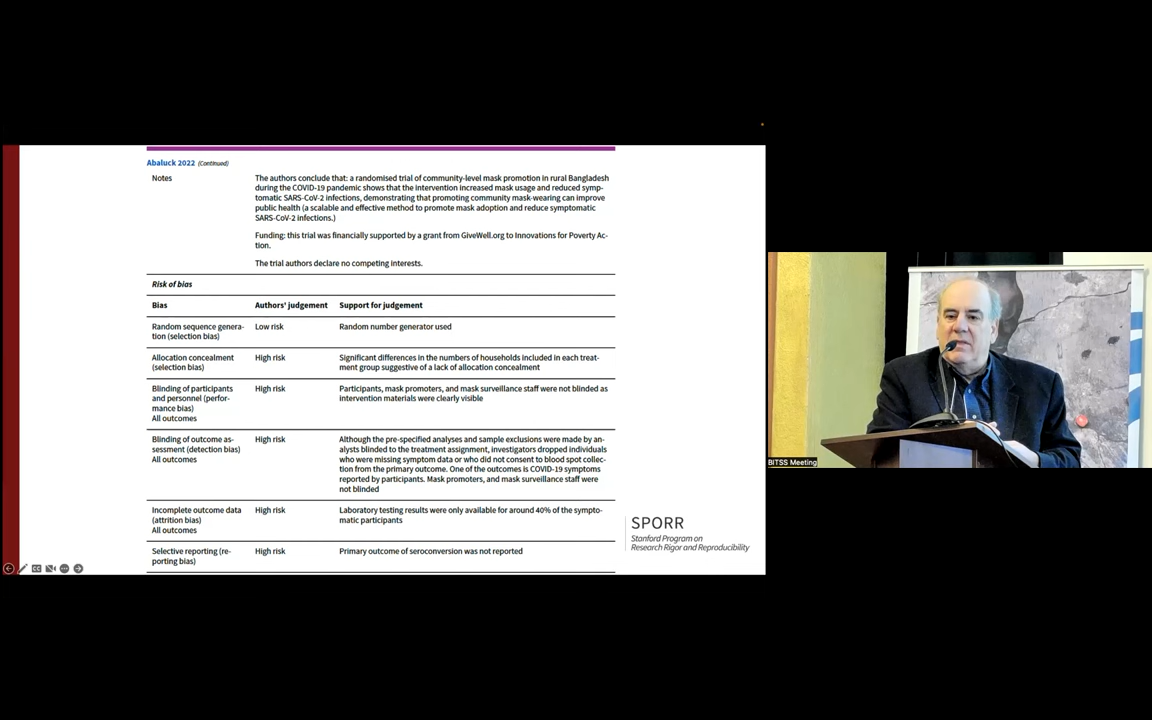 Abaluck 2022 (Continued)
Notes
The authors conclude that: a randomised trial of community-level mask promotion in rural Bangladesh
during the COVID-19 pandemic shows that the intervention increased mask usage and reduced symp-
tomatic SARS-CoV-2 infections, demonstrating that promoting community mask-wearing can improve
public health (a scalable and effective method to promote mask adoption and reduce symptomatic
SARS-CoV-2 infections.)
Funding: this trial was financially supported by a grant from GiveWell.org to Innovations for Poverty Ac-
tion.
The trial authors declare no competing interests.
Risk of bias
Bias
Authors' judgement
Support for judgement
Random sequence genera-
tion (selection bias)
Low risk
Random number generator used
Allocation concealment
(selection bias)
High risk
Significant differences in the numbers of households included in each treat-
ment group suggestive of a lack of allocation concealment
Blinding of participants
and personnel (perfor-
mance bias)
All outcomes
High risk
Participants, mask promoters, and mask surveillance staff were not blinded as
intervention materials were clearly visible
Blinding of outcome as-
sessment (detection bias)
All outcomes
High risk
Although the pre-specified analyses and sample exclusions were made by an-
alysts blinded to the treatment assignment, investigators dropped individuals
who were missing symptom data or who did not consent to blood spot collec-
tion from the primary outcome. One of the outcomes is COVID-19 symptoms
reported by participants. Mask promoters, and mask surveillance staff were
not blinded
Incomplete outcome data
(attrition bias)
All outcomes
High risk
Laboratory testing results were only available for around 40% of the sympto-
matic participants
Selective reporting (re-
porting bias)
High risk
Primary outcome of seroconversion was not reported
SPORR
Stanford Program on
Research Rigor and Reproducibility
BITSS Meeting